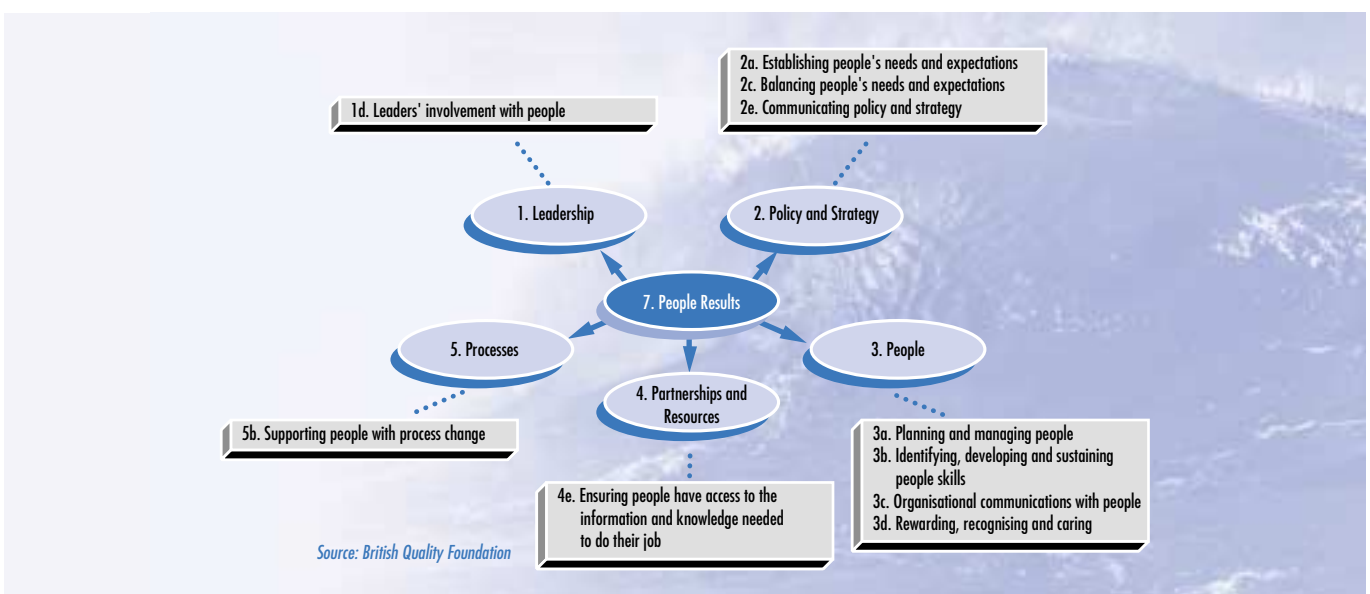 2a. Establishing people's needs and expectations
2c. Balancing people's needs and expectations
2e. Communicating policy and strategy
1d. Leaders' involvement with people
1. Leadership
2. Policy and Strategy
7. People Results
5. Processes
3. People
4. Partnerships and
Resources
5b. Supporting people with process change
3a. Planning and managing people
3b. Identifying, developing and sustaining
people skills
3c. Organisational communications with people
3d. Rewarding, recognising and caring
4e. Ensuring people have access to the
information and knowledge needed
to do their job
Source: British Quality Foundation